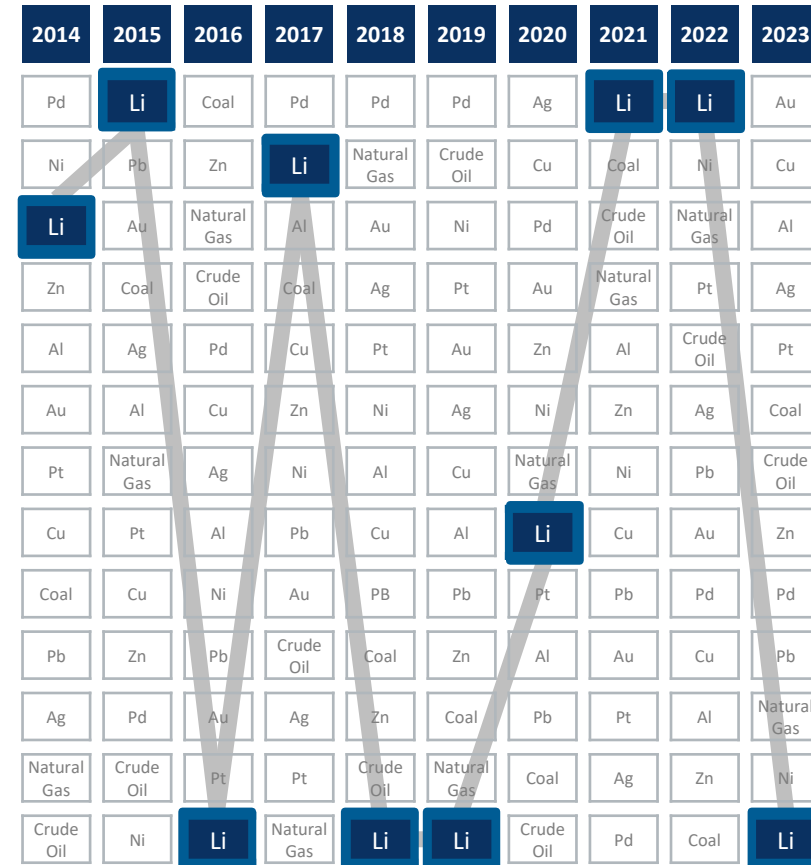 2014 2015 2016 2017 2018 2019 2020 2021 2022 2023
Pd Li Coal Pd Pd Pd Ag Li Li Au
Ni Pb Zn Li Natural Gas Crude Oil Cu Coal Ni Cu
Li Au Natural Gas Al Au Ni Pd Crude Oil Natural Gas Al
Zn Coal Crude Oil Coal Ag Pt Au Natural Gas Pt Ag
Al Ag Pd Cu Pt Au Zn Al Crude Oil Pt
Au Al Cu Zn Ni Ag Ni Zn Ag Coal
Pt Natural Gas Ag Ni Al Cu Natural Gas Ni Pb Crude Oil
Cu Pt Al Pb Cu Al Li Cu Au Zn
Coal Cu Ni Au PB Pb Pt Pb Pd Pd
Pb Zn Pb Crude Oil Coal Zn Al Au Cu Pb
Ag Pd Au Ag Zn Coal Pb Pt Al Natural Gas
Natural Gas Crude Oil Pt Pt Crude Oil Natural Gas Coal Ag Zn Ni
Crude Oil Ni Li Natural Gas Li Li Crude Oil Pd Coal Li